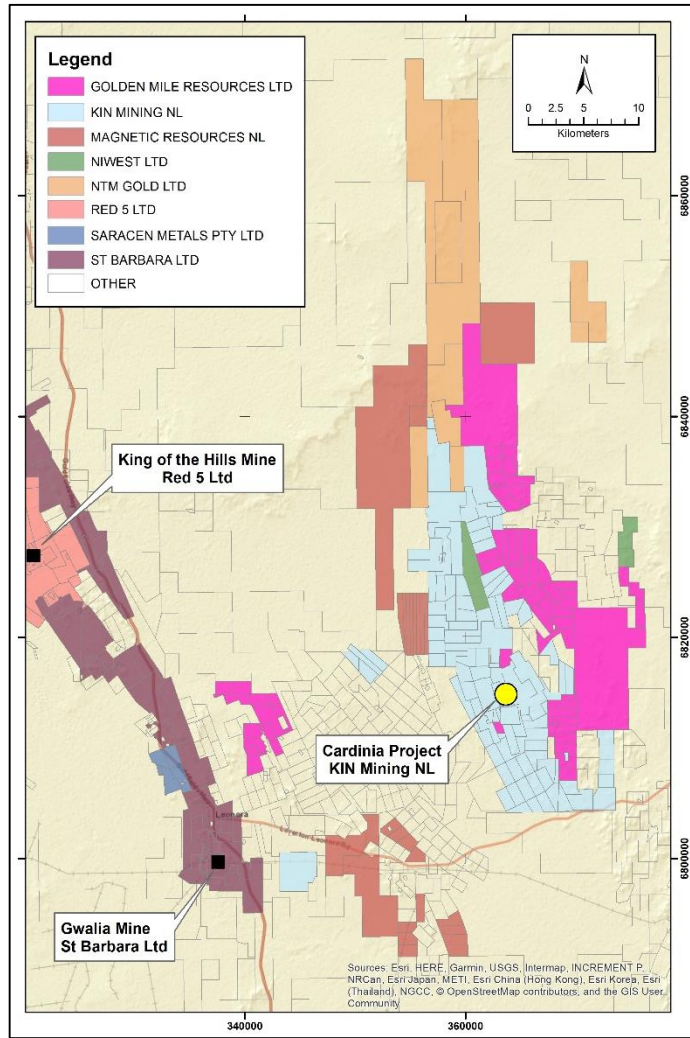 Legend
GOLDEN MILE RESOURCES LTD
KIN MINING NL
MAGNETIC RESOURCES NL
NIWEST LTD
NTM GOLD LTD
RED 5 LTD
SARACEN METALS PTY LTD
ST BARBARA LTD
OTHER
N
0 2.5 5 10
Kilometers
6860000
6840000
King of the Hills Mine
Red 5 Ltd
6820000
Cardinia Project
KIN Mining NL
Leonora
6800000
Gwalia Mine
St Barbara Ltd
Sources: Esri, HERE, Garmin, USGS, Intermap, INCREMENT P,
NRCan, Esri Japan, METI, Esri China (Hong Kong), Esri Korea, Esri
(Thailand), NGCC, © OpenStreetMap contributors, and the GIS User
Community
340000
360000